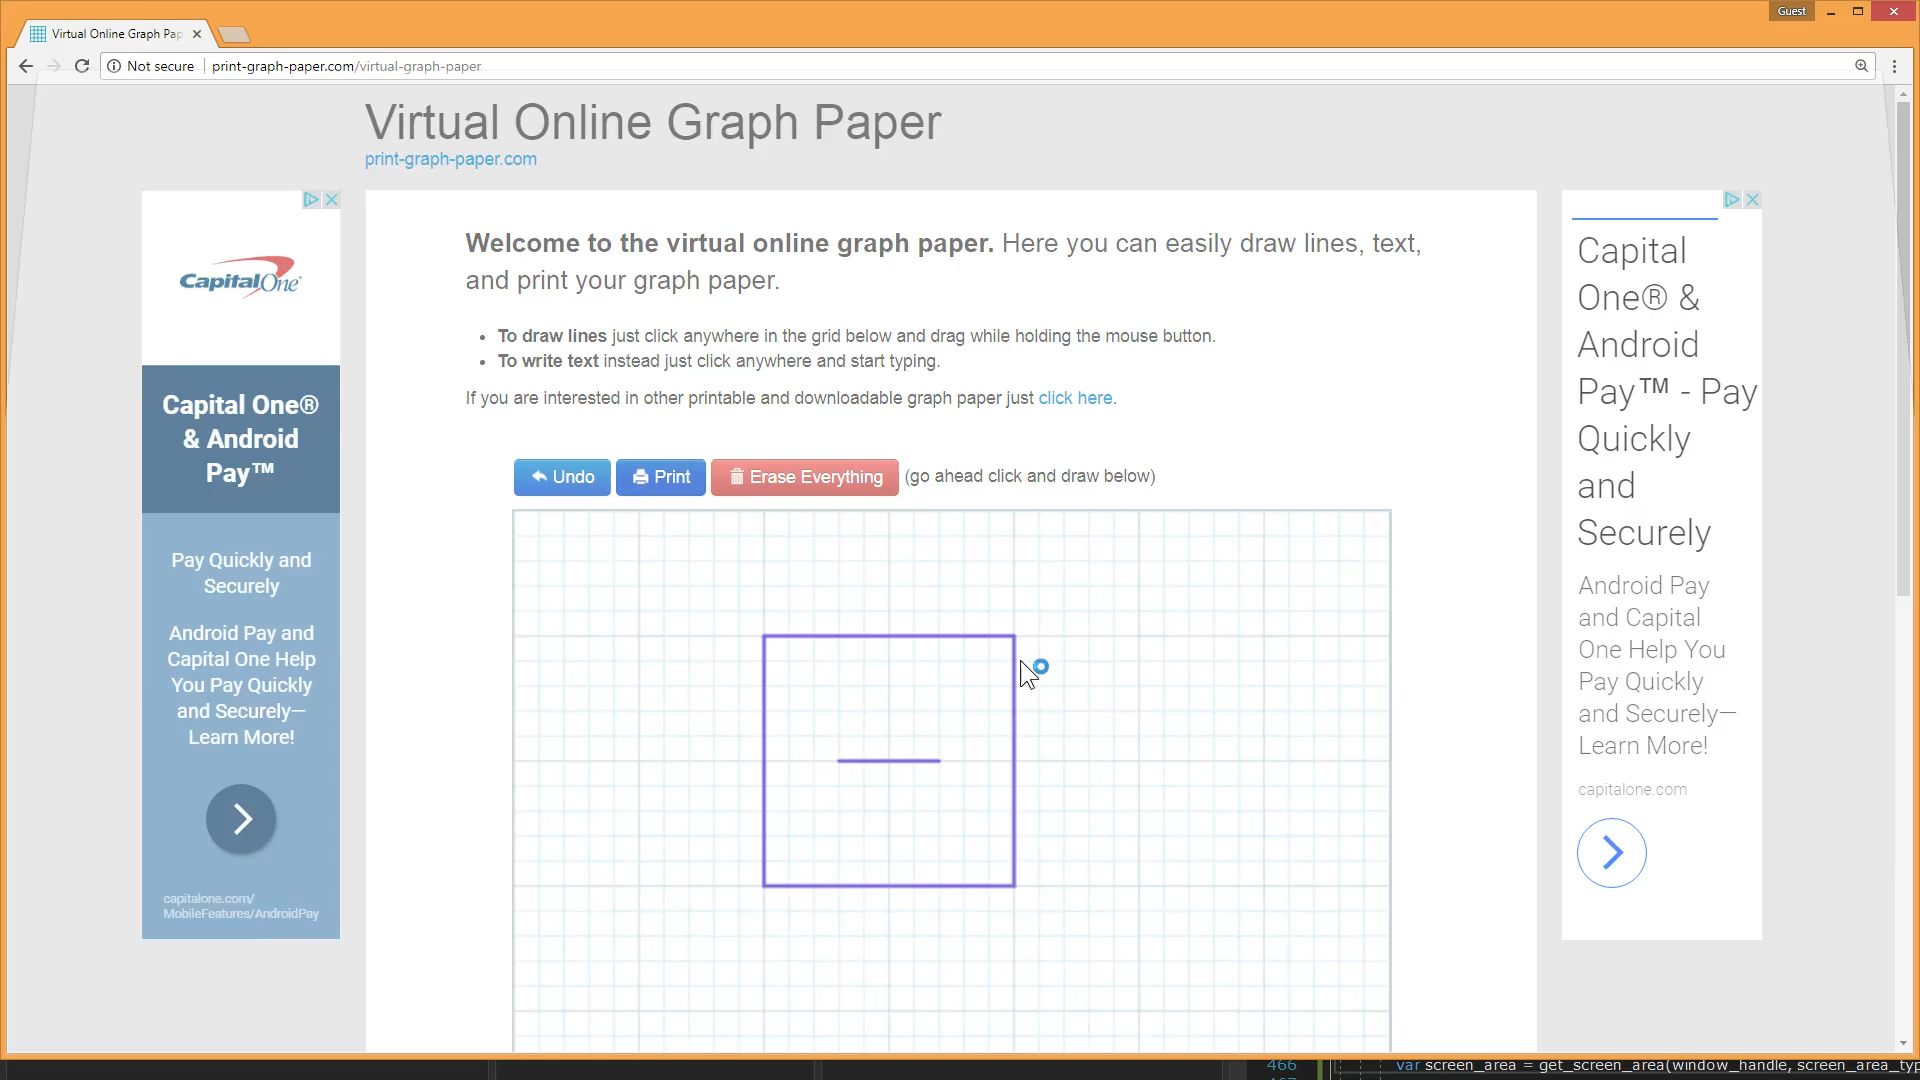 Guest
Virtual Online Graph Pap
Not secure
print-graph-paper.com/virtual-graph-paper
Virtual Online Graph Paper
print-graph-paper.com
CapitalOne®
Capital One®
& Android
Pay™
Pay Quickly and
Securely
Android Pay and
Capital One Help
You Pay Quickly
and Securely—
Learn More!
capitalone.com/
MobileFeatures/AndroidPay
Welcome to the virtual online graph paper. Here you can easily draw lines, text,
and print your graph paper.
• To draw lines just click anywhere in the grid below and drag while holding the mouse button.
• To write text instead just click anywhere and start typing.
If you are interested in other printable and downloadable graph paper just click here.
Undo Print Erase Everything (go ahead click and draw below)
Capital
One® &
Android
Pay™ - Pay
Quickly
and
Securely
Android Pay
and Capital
One Help You
Pay Quickly
and Securely—
Learn More!
capitalone.com
466 var screen_area = get_screen_area(window_handle, screen_area_typ